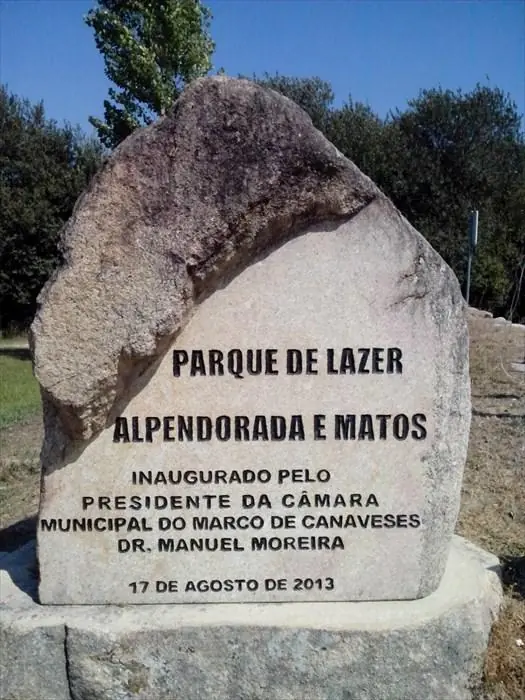 PARQUE DE LAZER
ALPENDORADA E MATOS
INAUGURADO PELO
PRESIDENTE DA CÂMARA
MUNICIPAL DO MARCO DE CANAVESES
DR. MANUEL MOREIRA
17 DE AGOSTO DE 2013